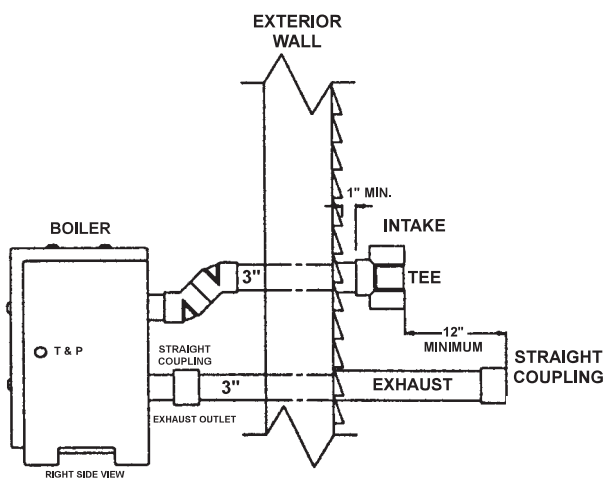 EXTERIOR
WALL
1" MIN.
BOILER
INTAKE
3"
TEE
T & P
12"
MINIMUM
STRAIGHT
COUPLING
STRAIGHT
COUPLING
3"
EXHAUST
EXHAUST OUTLET
RIGHT SIDE VIEW